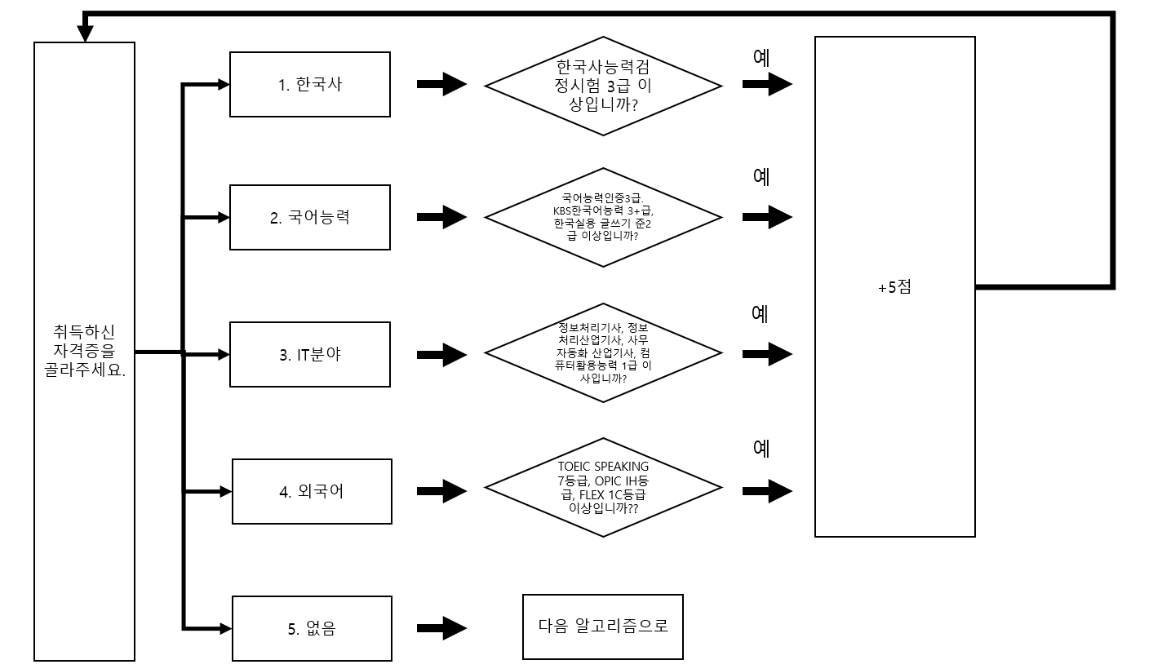 취득하신
자격증을
골라주세요.
1. 한국사
한국사능력검
정시험 3급 이
상입니까?
예
2. 국어능력
국어능력인증3급.
KBS한국어능력 3+급,
한국실용 글쓰기 준2
급 이상입니까?
예
3. IT분야
정보처리기사, 정보
처리산업기사, 사무
자동화 산업기사, 컴
퓨터활용능력 1급 이
사입니까?
예
4. 외국어
TOEIC SPEAKING
7등급, OPIC IH등
급, FLEX 1C등급
이상입니까??
예
+5점
5. 없음
다음 알고리즘으로